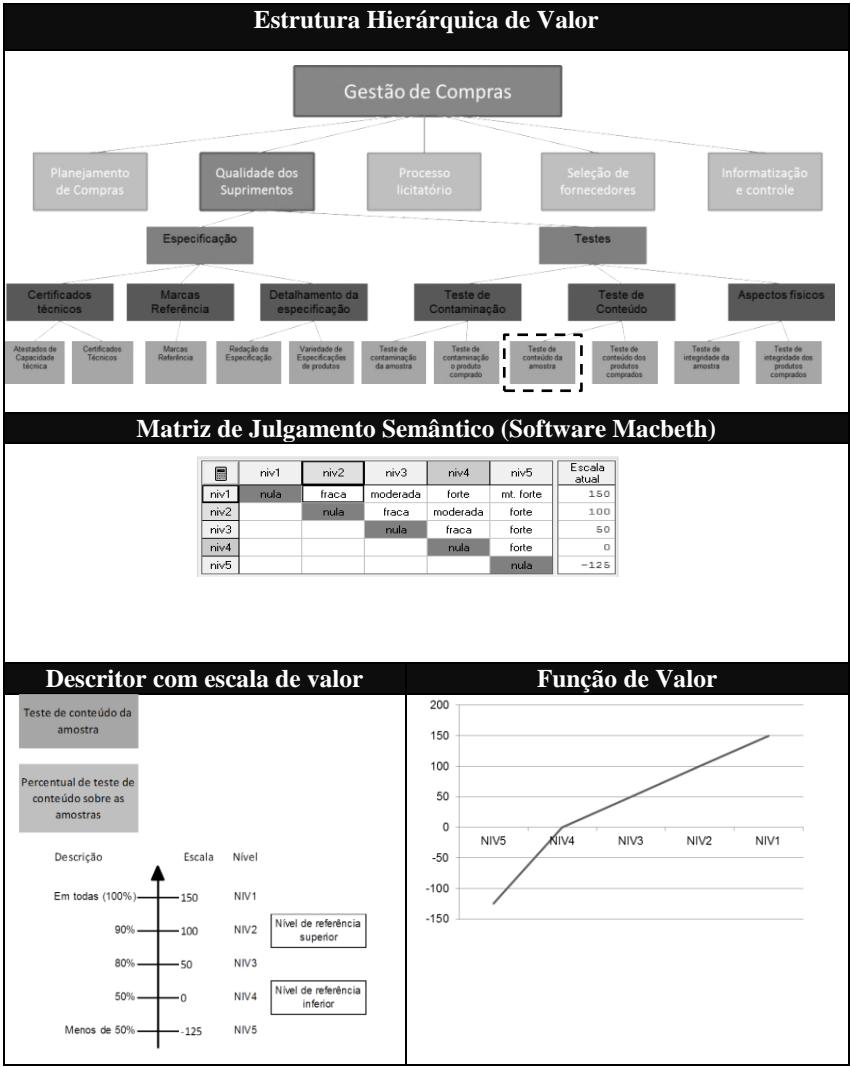 Estrutura Hierárquica de Valor
Gestão de Compras
Planejamento
de Compras
Qualidade dos
Suprimentos
Processo
licitatório
Seleção de
fornecedores
Informatização
e controle
Especificação
Testes
Certificados
técnicos
Marcas
Referência
Detalhamento da
especificação
Teste de
Contaminação
Teste de
Conteúdo
Aspectos físicos
Atestados de
Capacidade
técnica
Certificados
Técnicos
Marcas
Referência
Redação da
Especificação
Variedade de
Especificações
de produtos
Teste de
contaminação
da amostra
Teste de
contaminação
o produto
comprado
Teste de
conteúdo da
amostra
Teste de
conteúdo dos
produtos
comprados
Teste de
integridade da
amostra
Teste de
integridade dos
produtos
comprados
Matriz de Julgamento Semântico (Software Macbeth)
niv1 niv2 niv3 niv4 niv5 Escala
atual
niv1 nula fraca moderada forte mt. forte 150
niv2 nula fraca moderada forte 100
niv3 nula fraca forte 50
niv4 nula forte 0
niv5 nula -125
Descritor com escala de valor
Teste de conteúdo da
amostra
Percentual de teste de
conteúdo sobre as
amostras
Descrição Escala Nível
Em todas (100%) 150 NIV1
90% 100 NIV2 Nível de referência
superior
80% 50 NIV3
50% 0 NIV4 Nível de referência
inferior
Menos de 50% -125 NIV5
Função de Valor
200
150
100
50
0
NIV5 NIV4 NIV3 NIV2 NIV1
-50
-100
-150